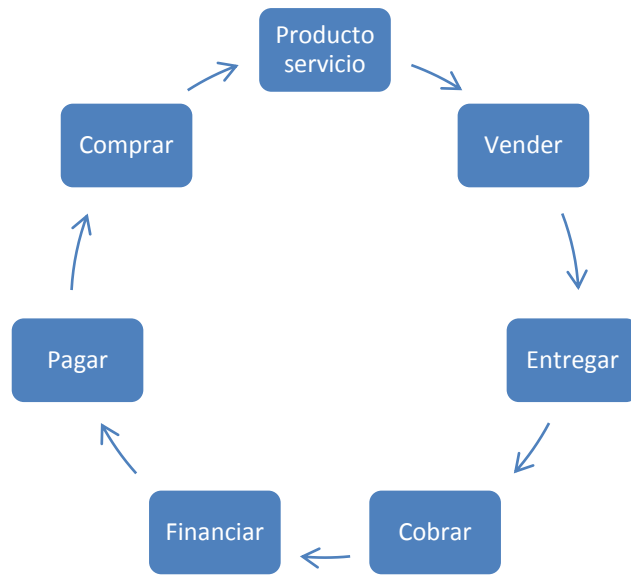 Producto
servicio
Vender
Entregar
Cobrar
Financiar
Pagar
Comprar